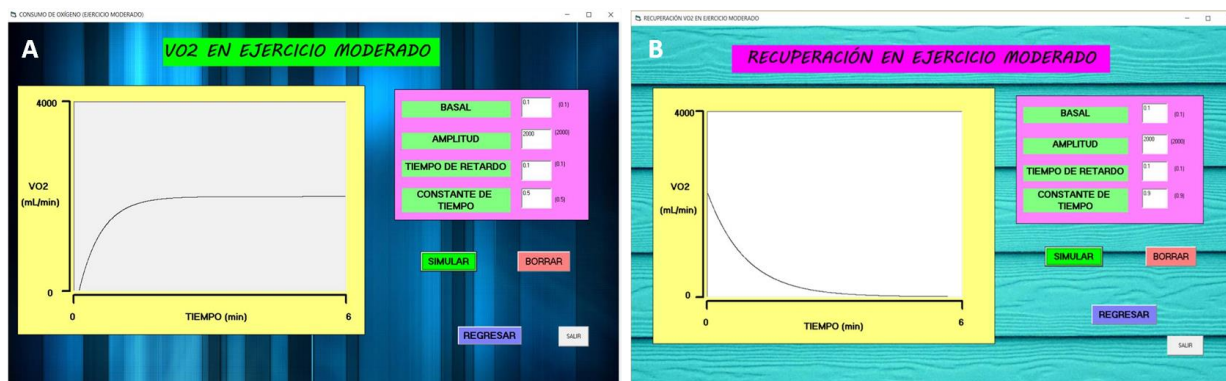 CONSUMO DE OXÍGENO (EJERCICIO MODERADO)
A
VO2 EN EJERCICIO MODERADO
4000
VO2
(mL/min)
0
0
6
TIEMPO (min)
BASAL
0.1
(0.1)
AMPLITUD
2000
(2000)
TIEMPO DE RETARDO
0.1
(0.1)
CONSTANTE DE
TIEMPO
0.5
(0.5)
SIMULAR
BORRAR
REGRESAR
SALIR
RECUPERACIÓN VO2 EN EJERCICIO MODERADO
B
RECUPERACIÓN EN EJERCICIO MODERADO
4000
VO2
(mL/min)
0
0
6
TIEMPO (min)
BASAL
0.1
(0.1)
AMPLITUD
2000
(2000)
TIEMPO DE RETARDO
0.1
(0.1)
CONSTANTE DE
TIEMPO
0.9
(0.9)
SIMULAR
BORRAR
REGRESAR
SALIR